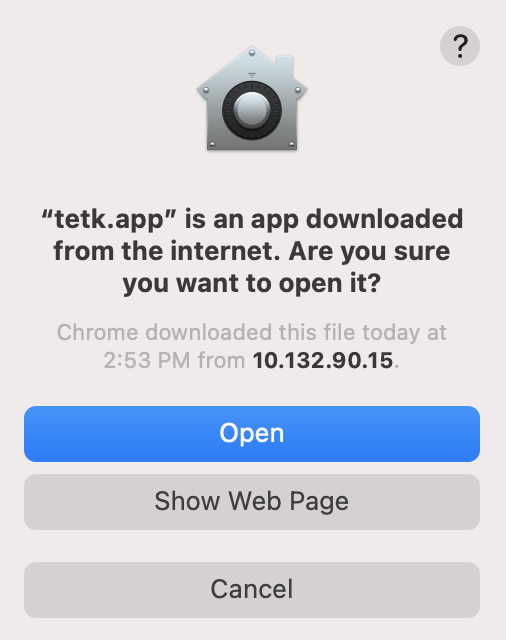 ?
“tetk.app” is an app downloaded
from the internet. Are you sure
you want to open it?
Chrome downloaded this file today at
2:53 PM from 10.132.90.15.
Open
Show Web Page
Cancel